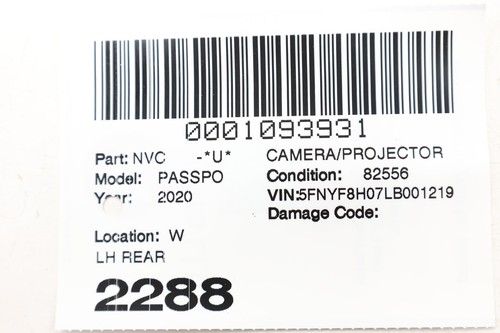 0001093931
Part: NVC -*U* CAMERA/PROJECTOR
Model: PASSPO Condition: 82556
Year: 2020 VIN:5FNYF8H07LB001219
Damage Code:
Location: W
LH REAR
2288